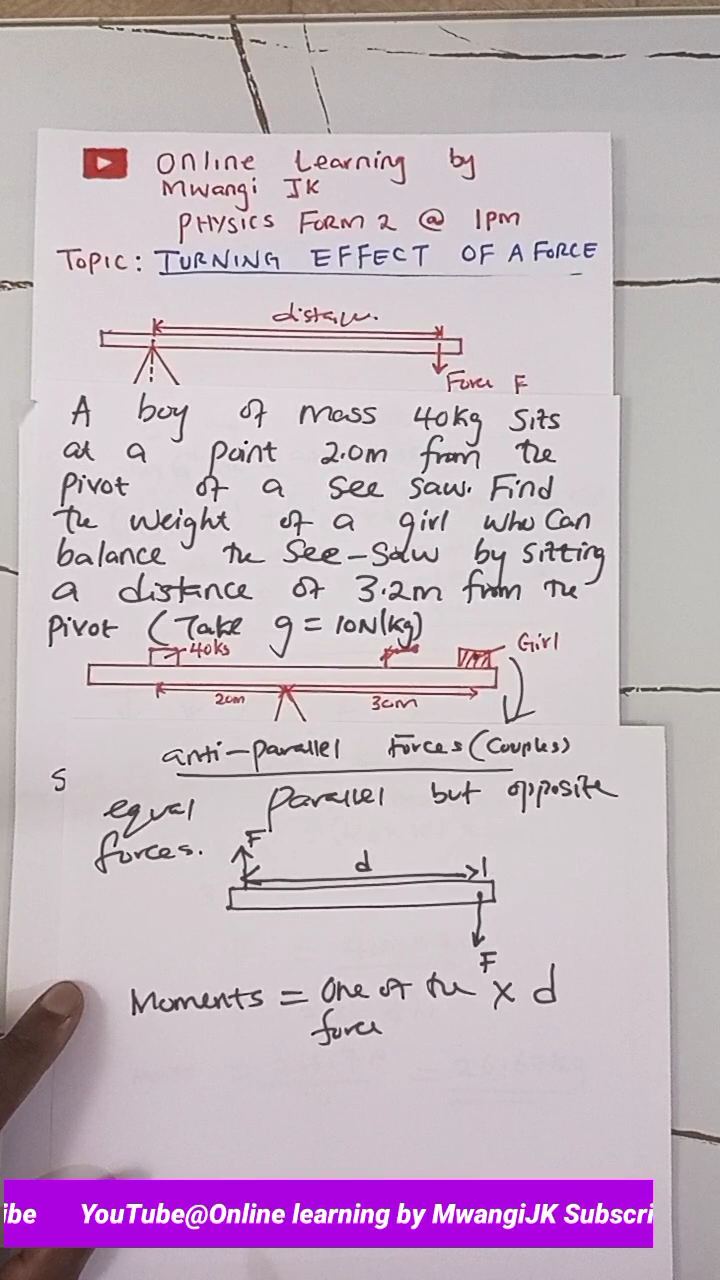 Online Learning by
Mwangi JK
PHYSICS FORM 2 @ 1pm
TOPIC: TURNING EFFECT OF A FORCE
Force F
A boy of mass 40kg sits
at a point 2.0m from the
pivot of a see saw. Find
the weight of a girl who can
balance the see-saw by sitting
a distance of 3.2m from the
pivot (Take g = 10N/kg)
40kg
Girl
2cm
3cm
anti-parallel forces (couples)
S
equal parallel but opposite
forces.
F
d
F
Moments = one of the x d
force
ibe YouTube@Online learning by MwangiJK Subscri